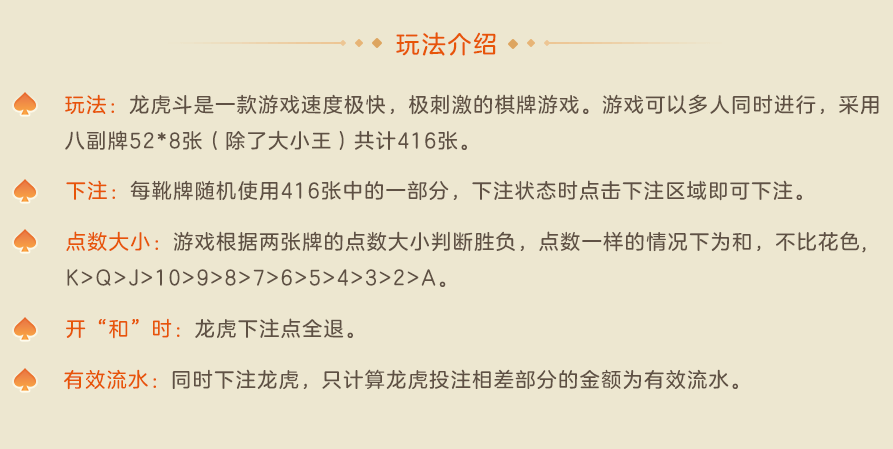 玩法介绍
玩法：龙虎斗是一款游戏速度极快，极刺激的棋牌游戏。游戏可以多人同时进行，采用
八副牌52*8张（除了大小王）共计416张。
下注：每靴牌随机使用416张中的一部分，下注状态时点击下注区域即可下注。
点数大小：游戏根据两张牌的点数大小判断胜负，点数一样的情况下为和，不比花色，
K>Q>J>10>9>8>7>6>5>4>3>2>A。
开“和”时：龙虎下注点全退。
有效流水：同时下注龙虎，只计算龙虎投注相差部分的金额为有效流水。